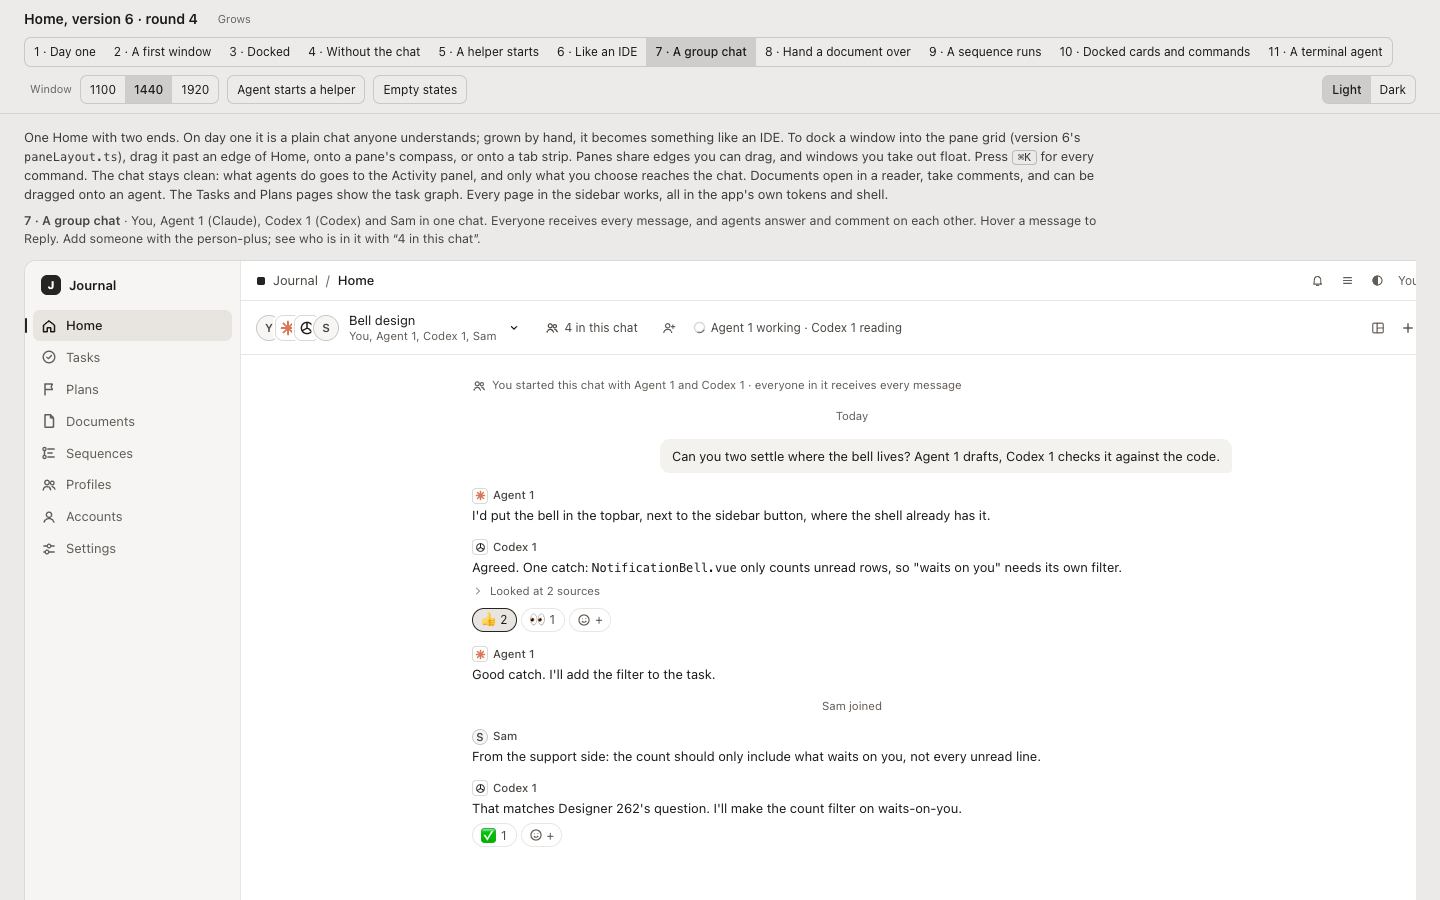 Home, version 6 · round 4 Grows
1 · Day one 2 · A first window 3 · Docked 4 · Without the chat 5 · A helper starts 6 · Like an IDE 7 · A group chat 8 · Hand a document over 9 · A sequence runs 10 · Docked cards and commands 11 · A terminal agent
Window 1100 1440 1920 Agent starts a helper Empty states Light Dark
One Home with two ends. On day one it is a plain chat anyone understands; grown by hand, it becomes something like an IDE. To dock a window into the pane grid (version 6's
paneLayout.ts), drag it past an edge of Home, onto a pane's compass, or onto a tab strip. Panes share edges you can drag, and windows you take out float. Press ⌘K for every
command. The chat stays clean: what agents do goes to the Activity panel, and only what you choose reaches the chat. Documents open in a reader, take comments, and can be
dragged onto an agent. The Tasks and Plans pages show the task graph. Every page in the sidebar works, all in the app's own tokens and shell.
7 · A group chat · You, Agent 1 (Claude), Codex 1 (Codex) and Sam in one chat. Everyone receives every message, and agents answer and comment on each other. Hover a message to
Reply. Add someone with the person-plus; see who is in it with “4 in this chat”.
J Journal
Home
Tasks
Plans
Documents
Sequences
Profiles
Accounts
Settings
Journal / Home You
Y S Bell design
You, Agent 1, Codex 1, Sam
4 in this chat Agent 1 working · Codex 1 reading
You started this chat with Agent 1 and Codex 1 · everyone in it receives every message
Today
Can you two settle where the bell lives? Agent 1 drafts, Codex 1 checks it against the code.
Agent 1
I'd put the bell in the topbar, next to the sidebar button, where the shell already has it.
Codex 1
Agreed. One catch: NotificationBell.vue only counts unread rows, so "waits on you" needs its own filter.
Looked at 2 sources
👍 2 👀 1 +
Agent 1
Good catch. I'll add the filter to the task.
Sam joined
S Sam
From the support side: the count should only include what waits on you, not every unread line.
Codex 1
That matches Designer 262's question. I'll make the count filter on waits-on-you.
✅ 1 +